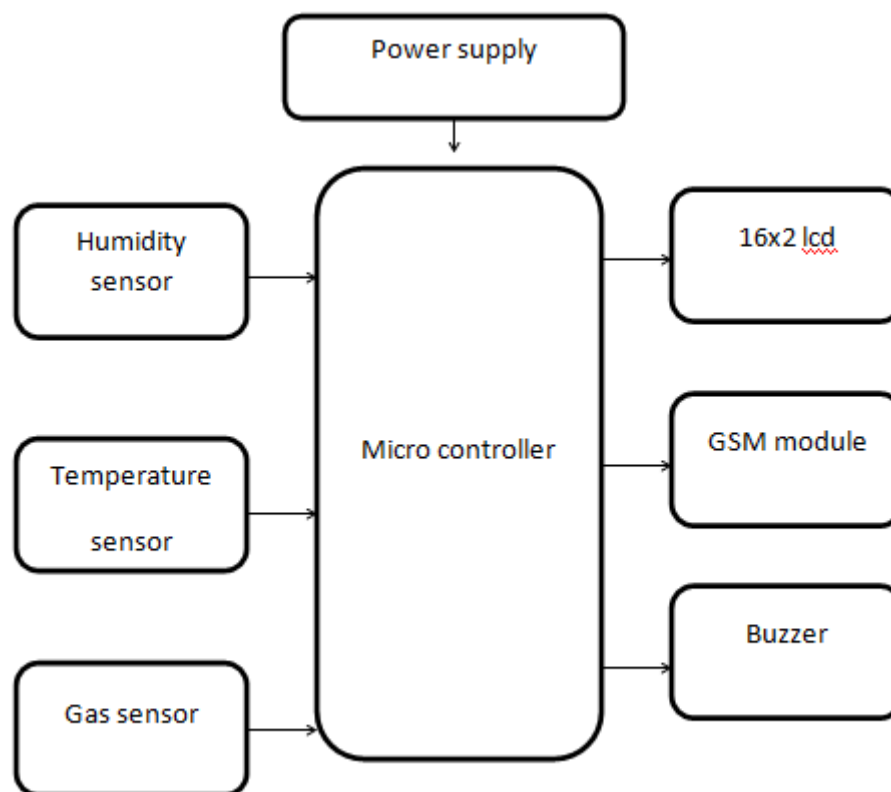 Power supply
Humidity
sensor
16x2 lcd
Micro controller
GSM module
Temperature
sensor
Buzzer
Gas sensor